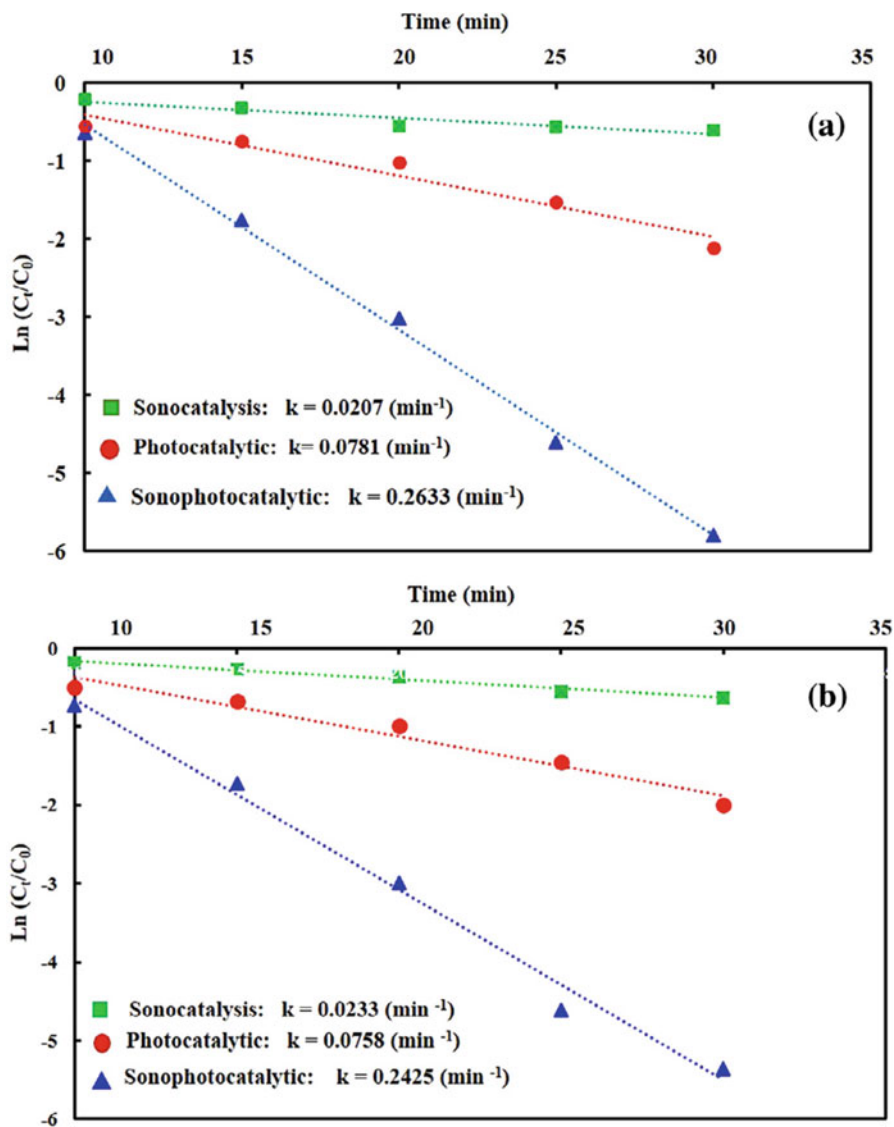 Time (min)
10 15 20 25 30 35
0
(a)
-1
-2
Ln (Cₜ/C₀)
-3
-4
Sonocatalysis: k = 0.0207 (min⁻¹)
Photocatalytic: k= 0.0781 (min⁻¹)
-5
Sonophotocatalytic: k = 0.2633 (min⁻¹)
-6
Time (min)
10 15 20 25 30 35
0
(b)
-1
-2
Ln (Cₜ/C₀)
-3
-4
Sonocatalysis: k = 0.0233 (min ⁻¹)
-5
Photocatalytic: k = 0.0758 (min ⁻¹)
Sonophotocatalytic: k = 0.2425 (min ⁻¹)
-6